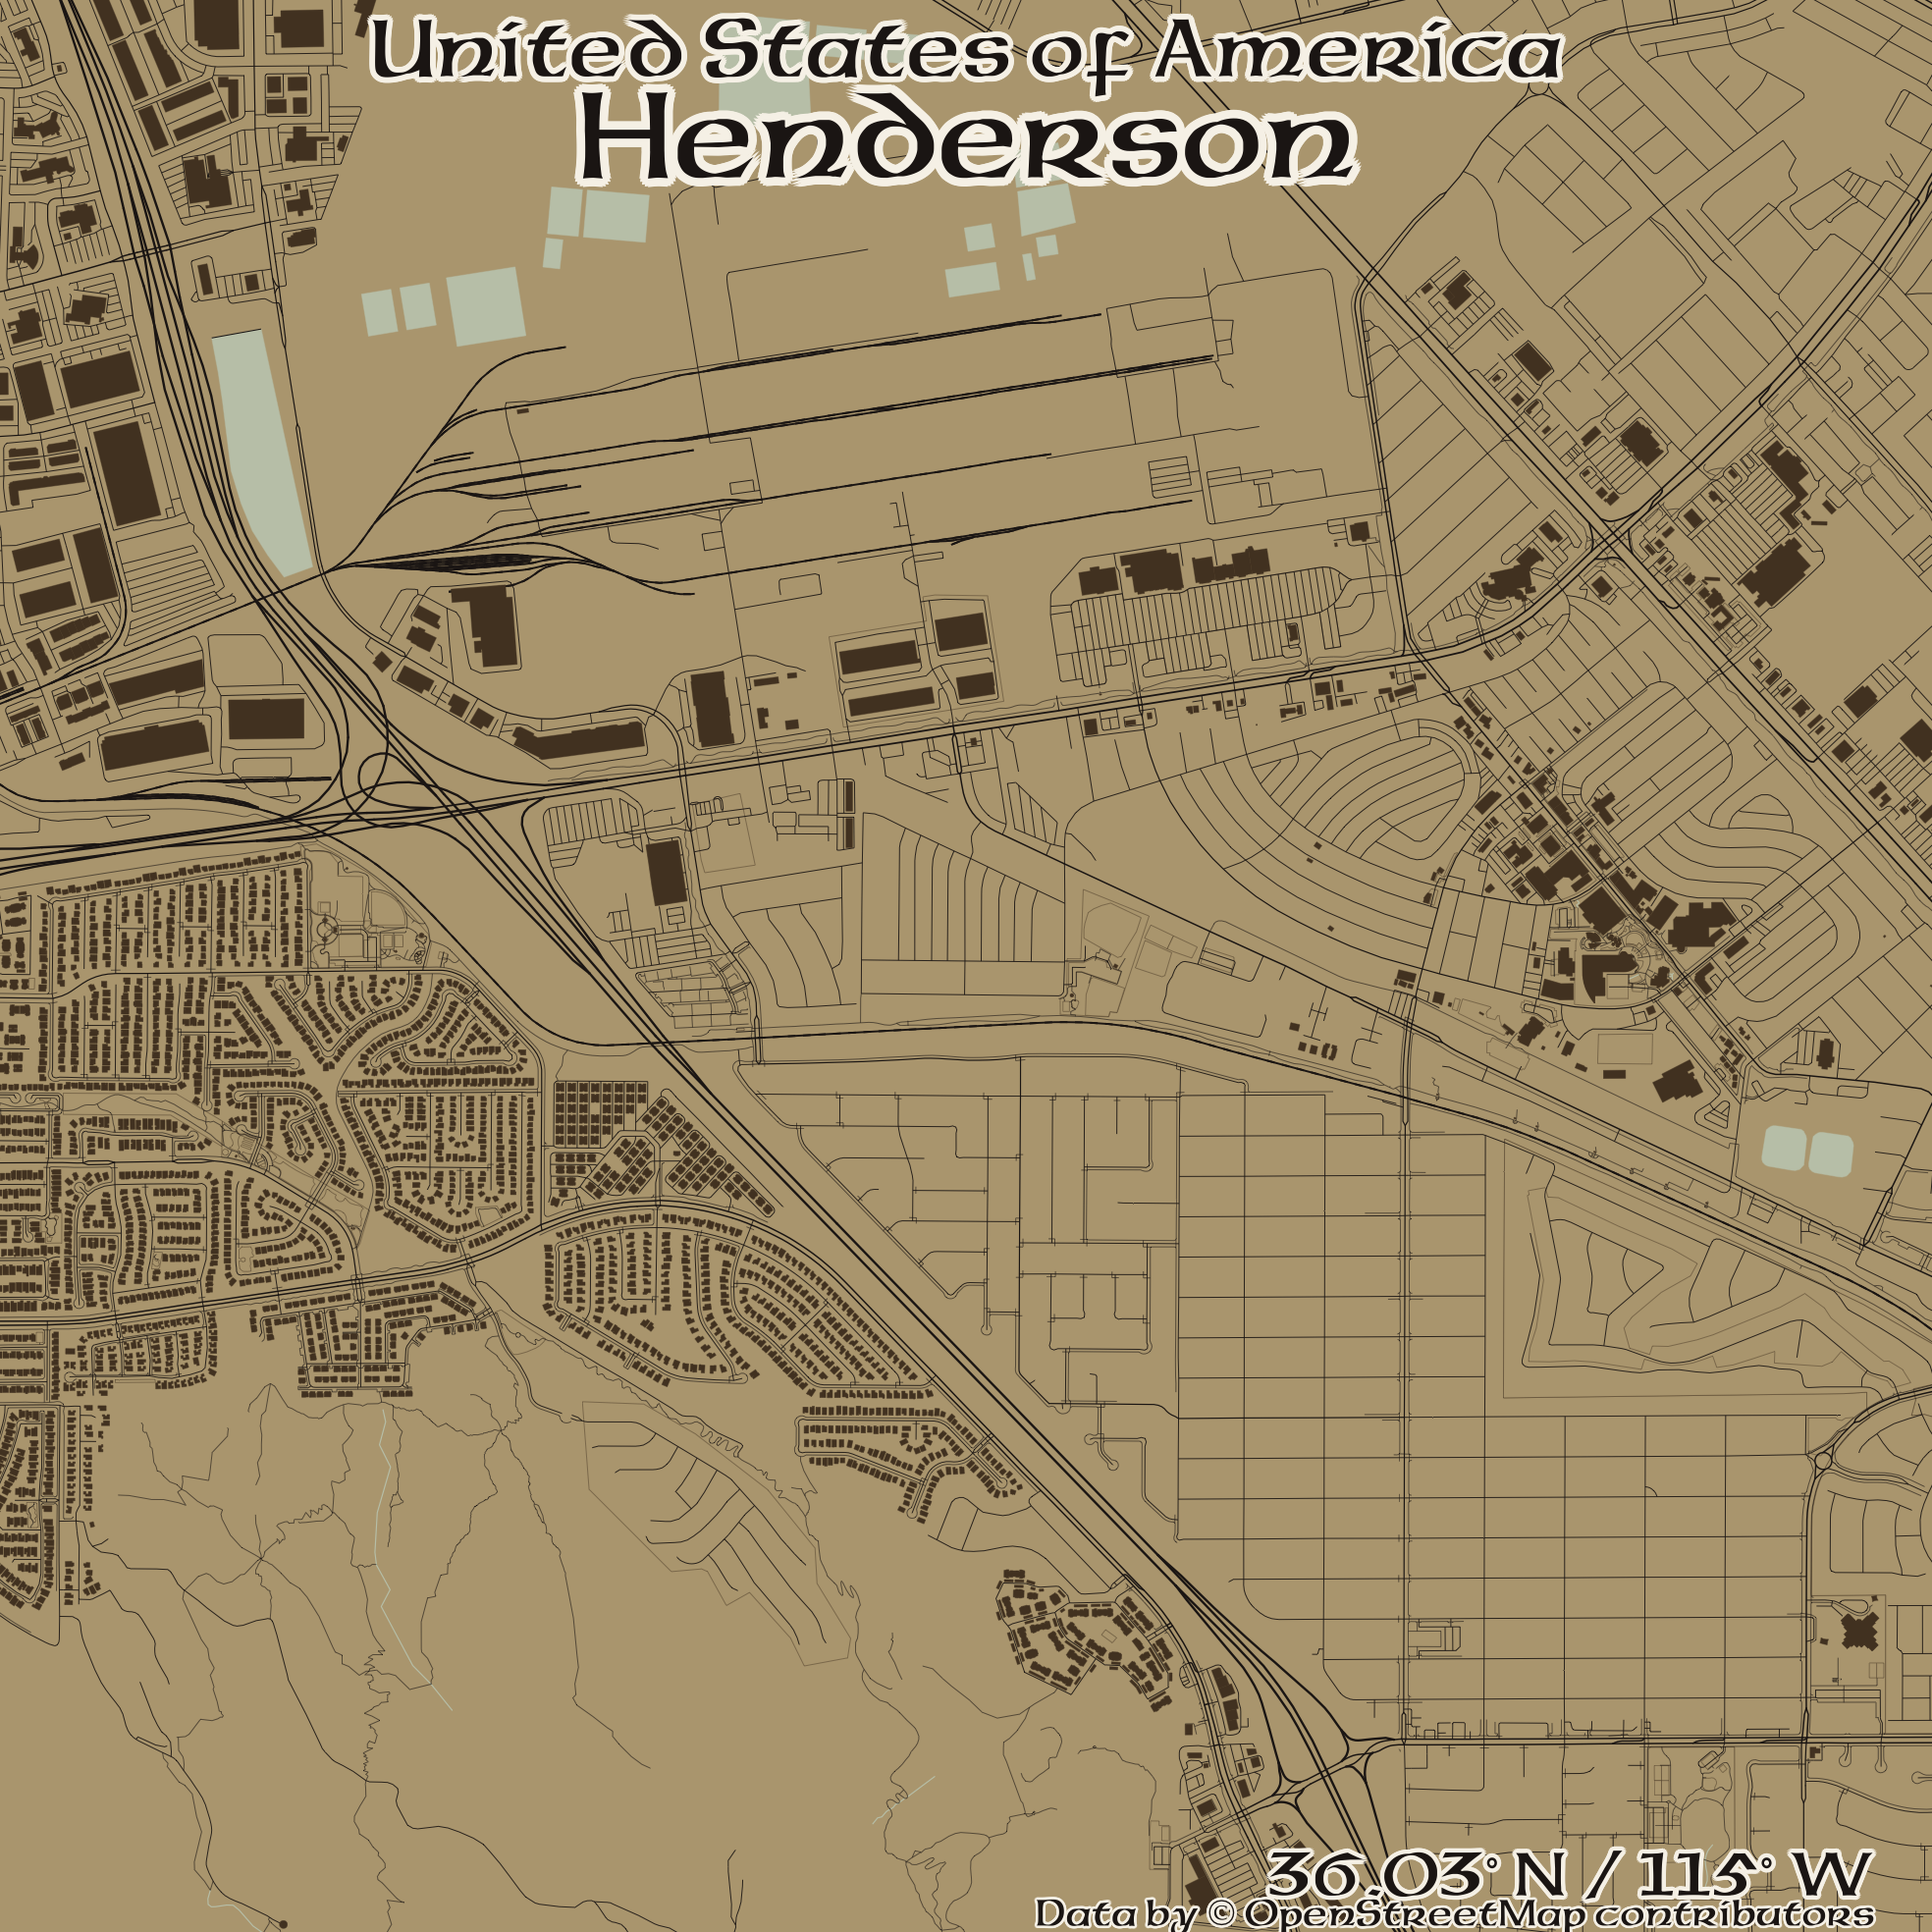 United States of America
Henderson
36 03° N / 115° W
Data by © OpenStreetMap contributors